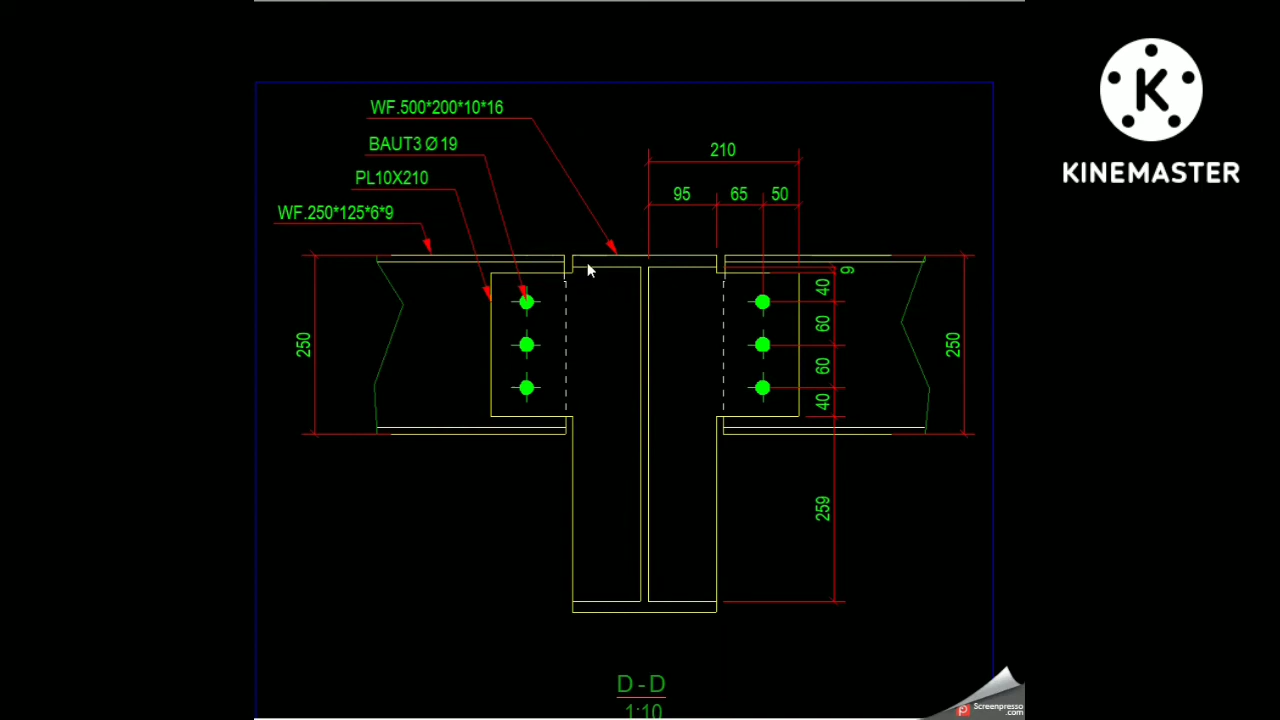 WF.500*200*10*16
BAUT3 Ø19
PL10X210
WF.250*125*6*9
210
95 65 50
9
40
60
60
40
259
250
250
D-D
1:10
K
KINEMASTER
Screenpresso
.com